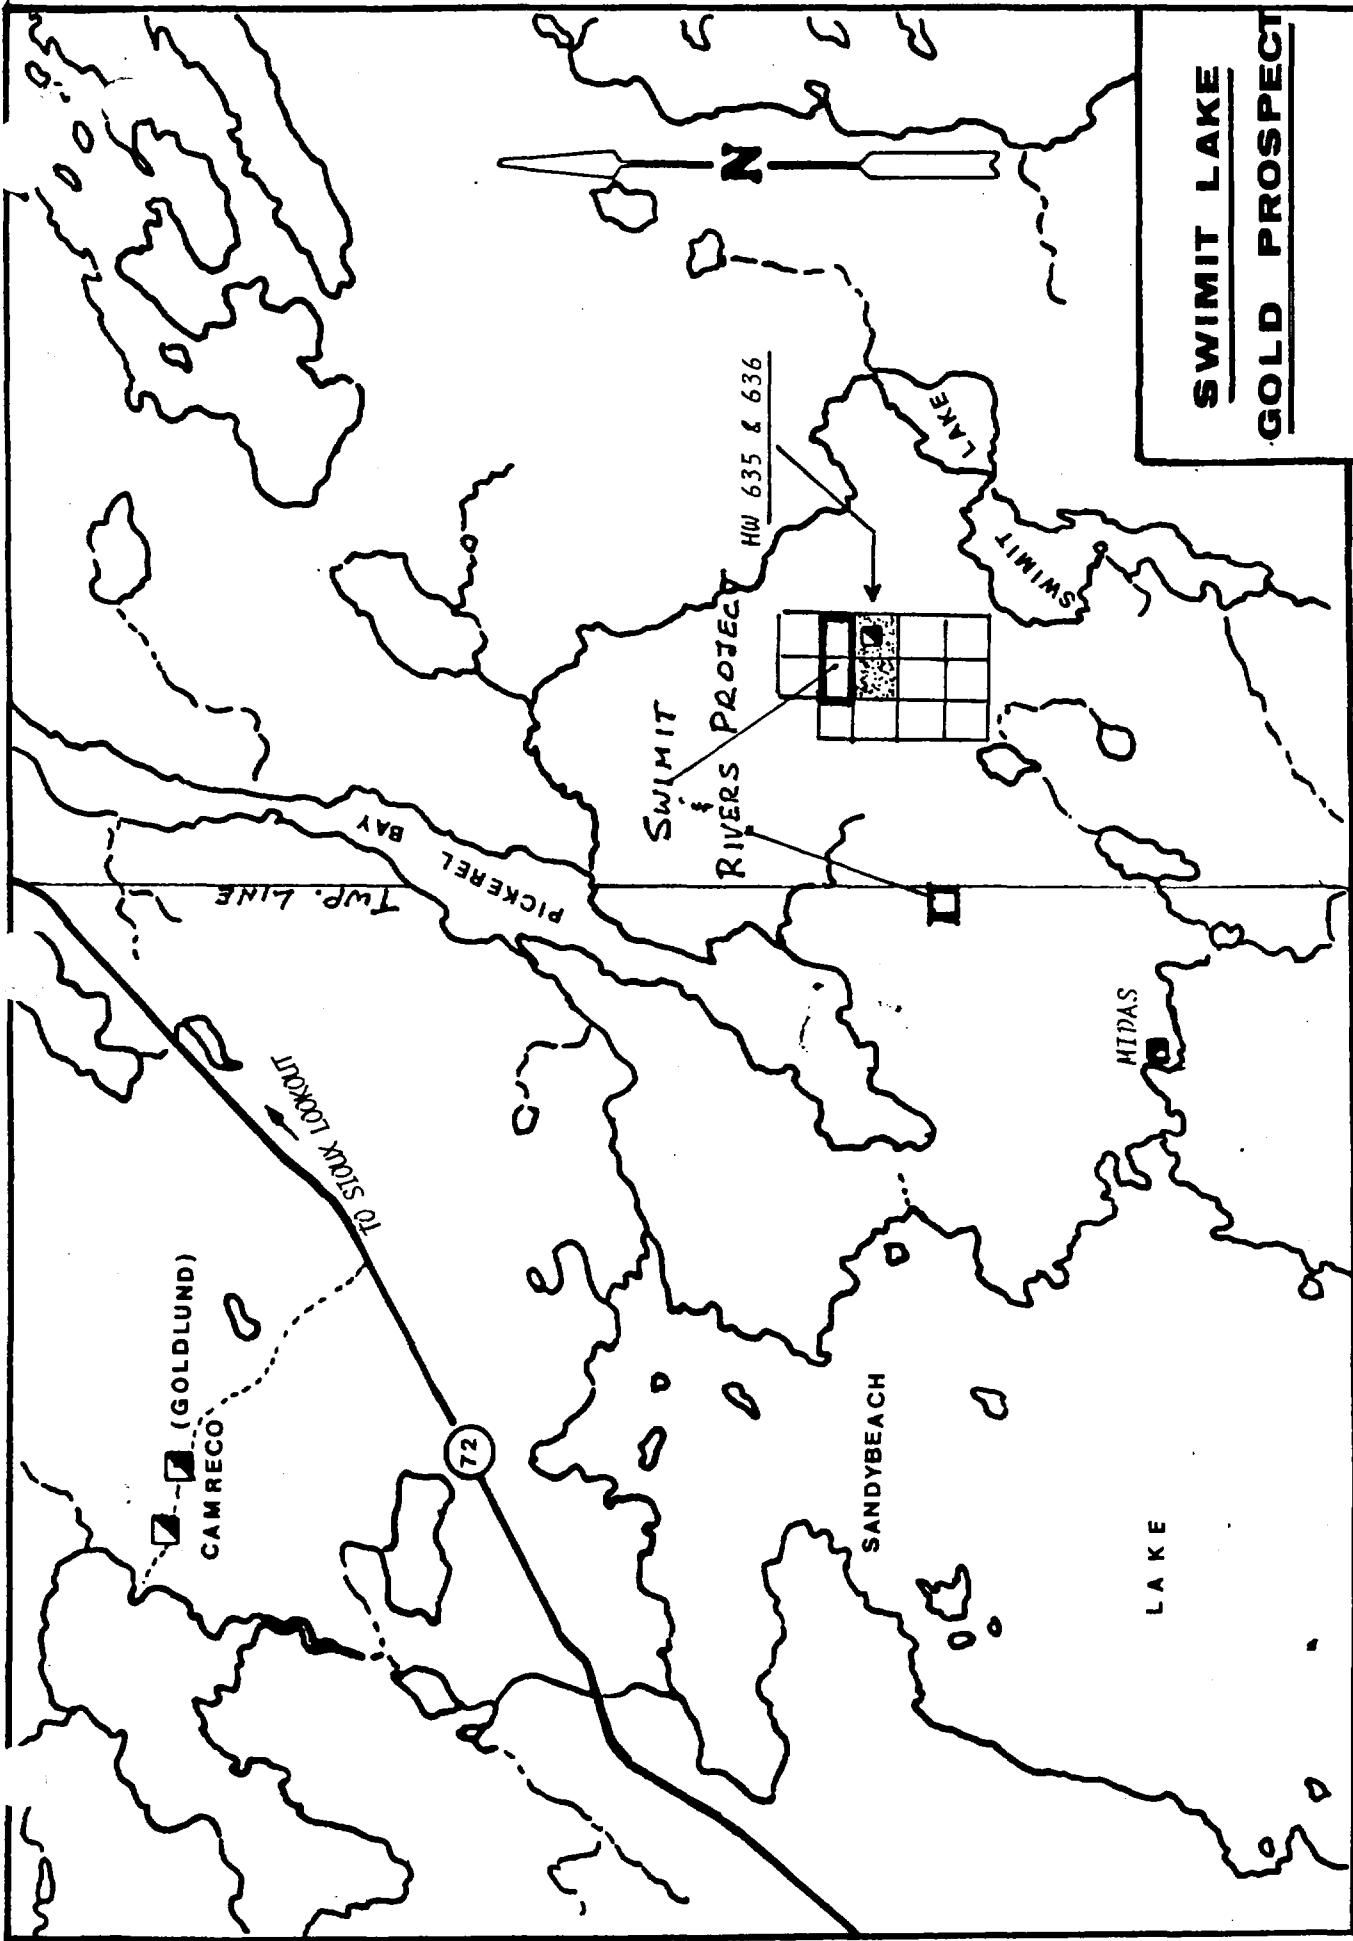 TO SIOUX LOOKOUT
TWP. LINE
(GOLDLUND)
CAMRECO
72
PICKEREL BAY
SWIMIT
&
RIVERS PROJECT
HW 635 & 636
N
SANDYBEACH
LAKE
MIDAS
SWIMIT
LAKE
SWIMIT LAKE
GOLD PROSPECT